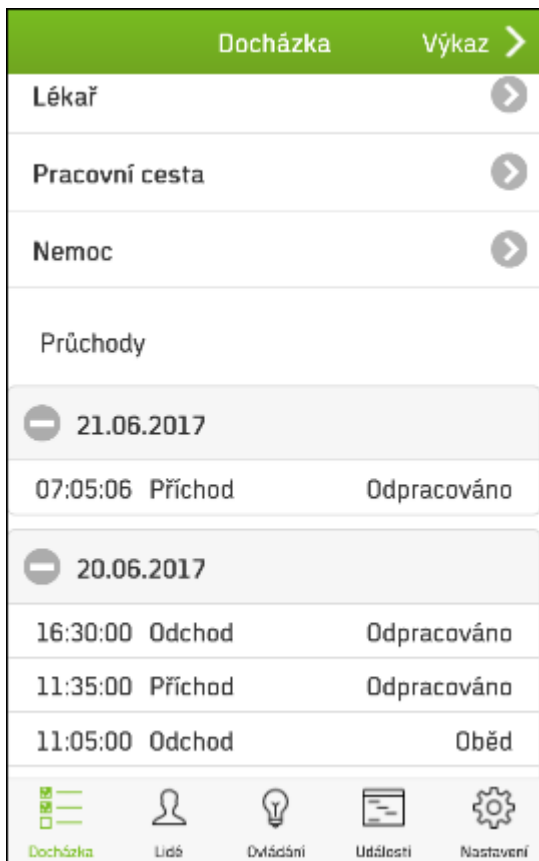 Docházka Výkaz
Lékař
Pracovní cesta
Nemoc
Průchody
21.06.2017
07:05:06 Příchod Odpracováno
20.06.2017
16:30:00 Odchod Odpracováno
11:35:00 Příchod Odpracováno
11:05:00 Odchod Oběd
Docházka Lidé Ovládání Události Nastavení